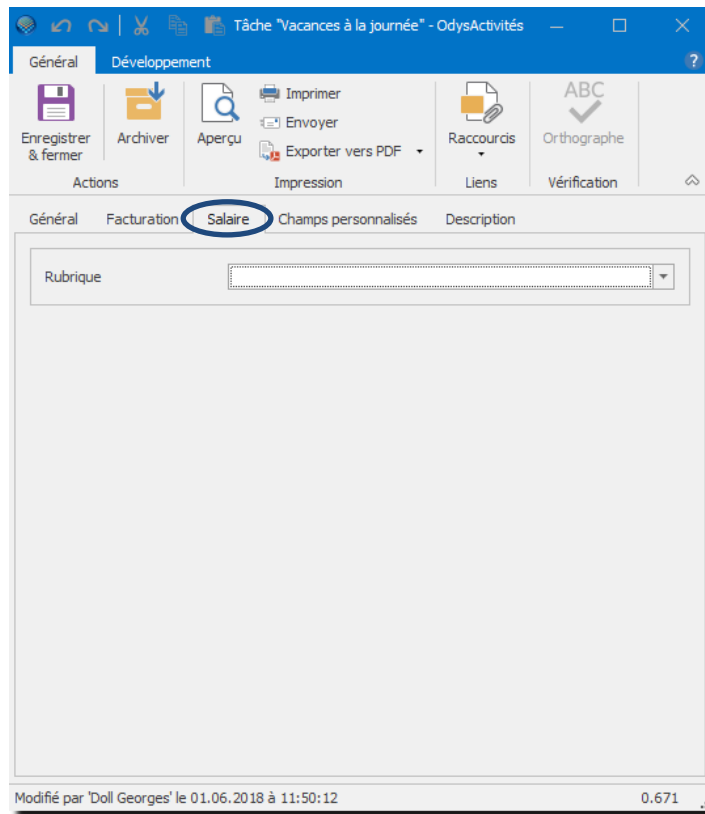 Tâche "Vacances à la journée" - OdysActivités
Général Développement
?
Enregistrer & fermer
Archiver
Aperçu
Imprimer
Envoyer
Exporter vers PDF
Raccourcis
ABC
Orthographe
Actions Impression Liens Vérification
Général Facturation Salaire Champs personnalisés Description
Rubrique
Modifié par 'Doll Georges' le 01.06.2018 à 11:50:12 0.671